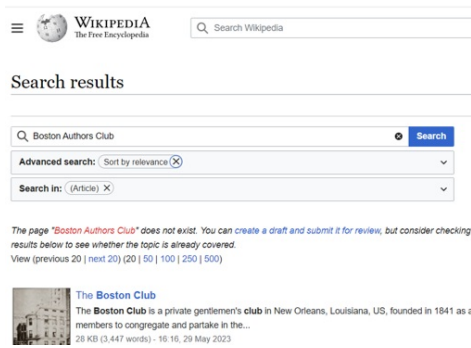 WIKIPEDIA
The Free Encyclopedia
Search Wikipedia
Search results
Boston Authors Club
Search
Advanced search: Sort by relevance
Search in: (Article)
The page "Boston Authors Club" does not exist. You can create a draft and submit it for review, but consider checking
results below to see whether the topic is already covered.
View (previous 20 | next 20) (20 | 50 | 100 | 250 | 500)
The Boston Club
The Boston Club is a private gentlemen's club in New Orleans, Louisiana, US, founded in 1841 as a
members to congregate and partake in the...
28 KB (3,447 words) - 16:16, 29 May 2023